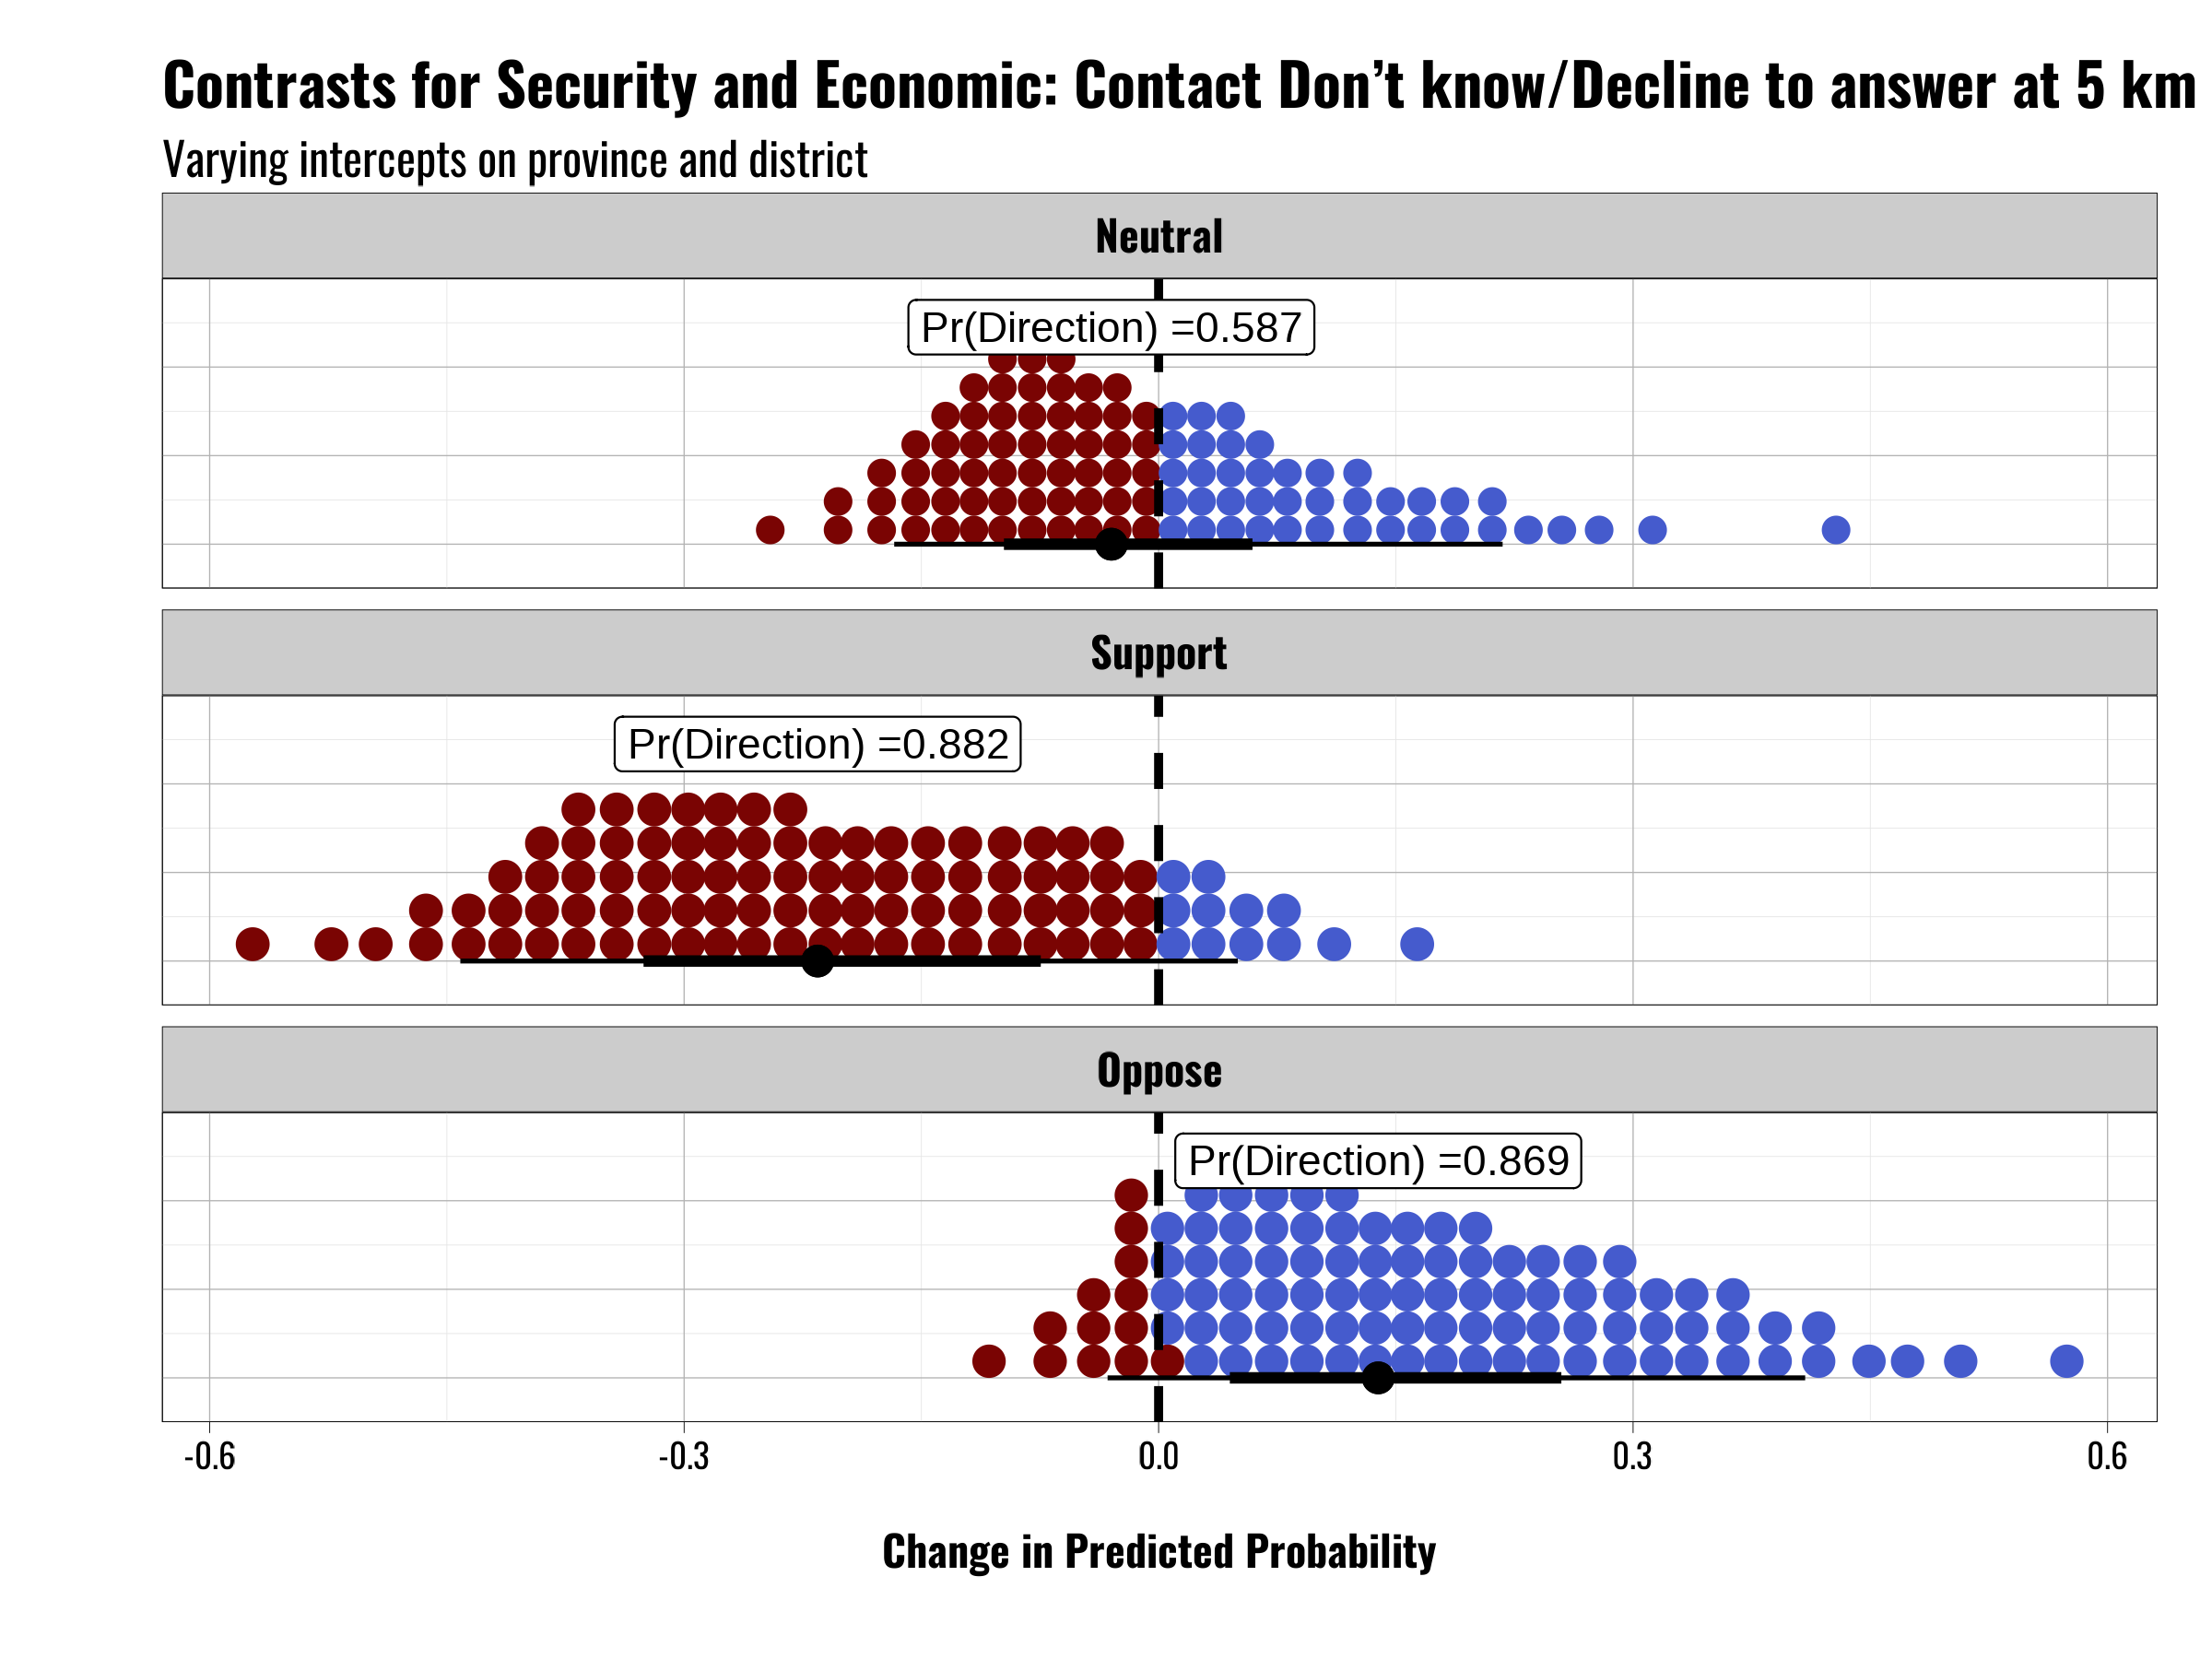 Contrasts for Security and Economic: Contact Don’t know/Decline to answer at 5 km
Varying intercepts on province and district
Neutral
Pr(Direction) =0.587
Support
Pr(Direction) =0.882
Oppose
Pr(Direction) =0.869
-0.6 -0.3 0.0 0.3 0.6
Change in Predicted Probability